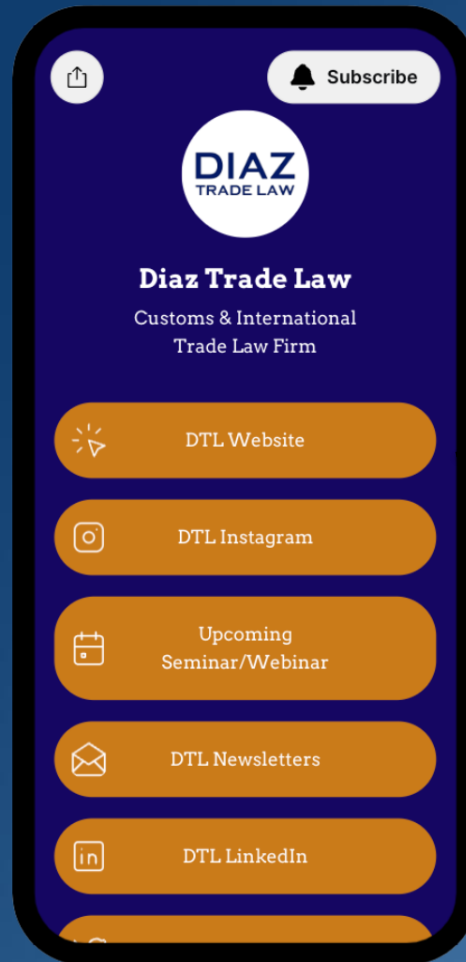 Subscribe
DIAZ
TRADE LAW
Diaz Trade Law
Customs & International
Trade Law Firm
DTL Website
DTL Instagram
Upcoming
Seminar/Webinar
DTL Newsletters
in
DTL LinkedIn